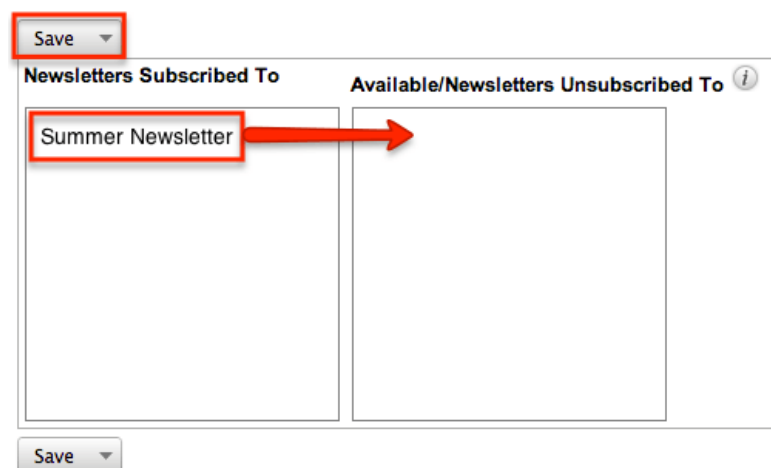 Save
Newsletters Subscribed To
Available/Newsletters Unsubscribed To i
Summer Newsletter
Save